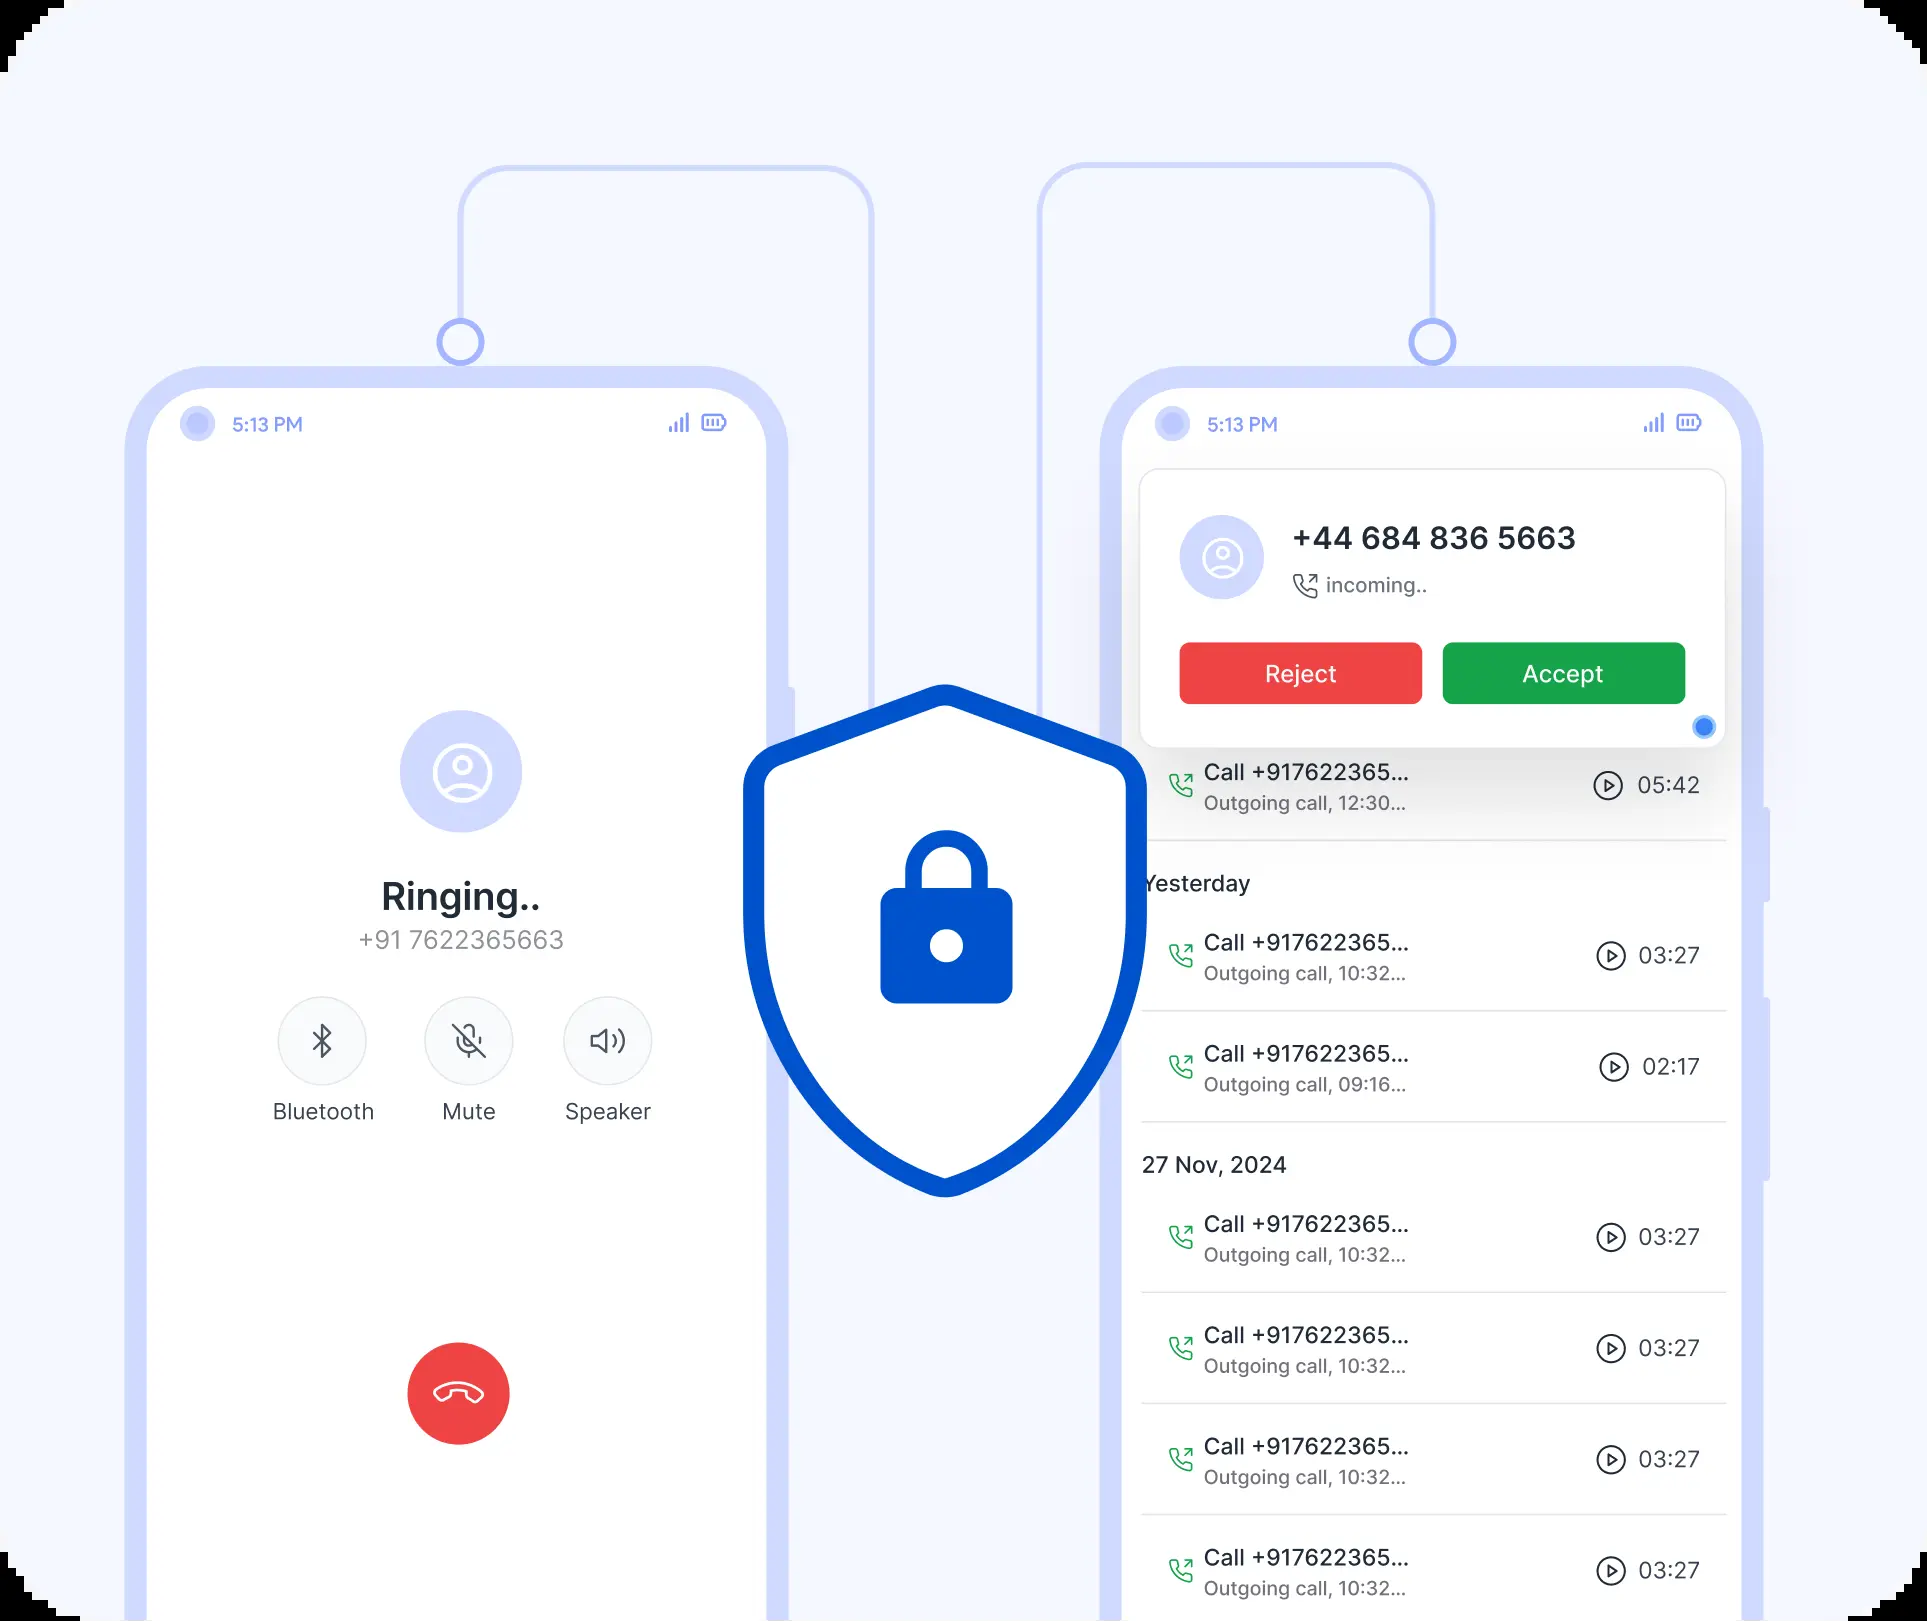 5:13 PM
Ringing..
+91 7622365663
Bluetooth
Mute
Speaker
5:13 PM
+44 684 836 5663
incoming..
Reject
Accept
Call +917622365...
05:42
Outgoing call, 12:30...
Yesterday
Call +917622365...
03:27
Outgoing call, 10:32...
Call +917622365...
02:17
Outgoing call, 09:16...
27 Nov, 2024
Call +917622365...
03:27
Outgoing call, 10:32...
Call +917622365...
03:27
Outgoing call, 10:32...
Call +917622365...
03:27
Outgoing call, 10:32...
Call +917622365...
03:27
Outgoing call, 10:32...